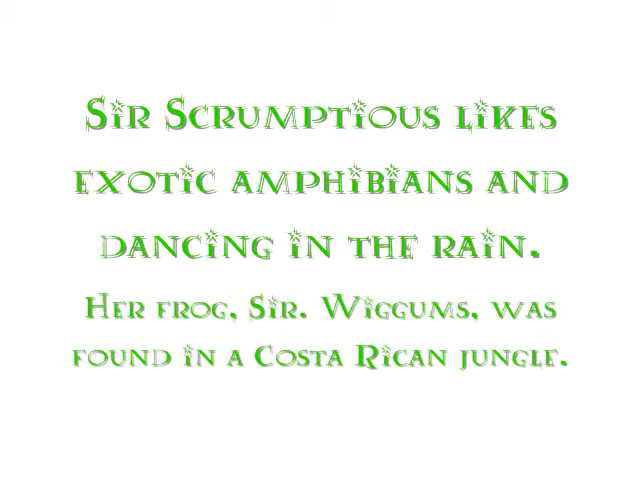 Sir Scrumptious likes
exotic amphibians and
dancing in the rain.
Her frog, Sir. Wiggums, was
found in a Costa Rican jungle.